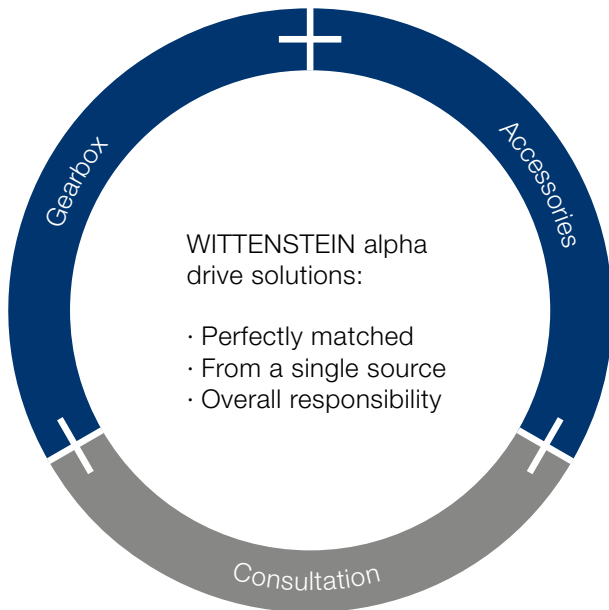 Gearbox
Accessories
WITTENSTEIN alpha
drive solutions:
· Perfectly matched
· From a single source
· Overall responsibility
Consultation